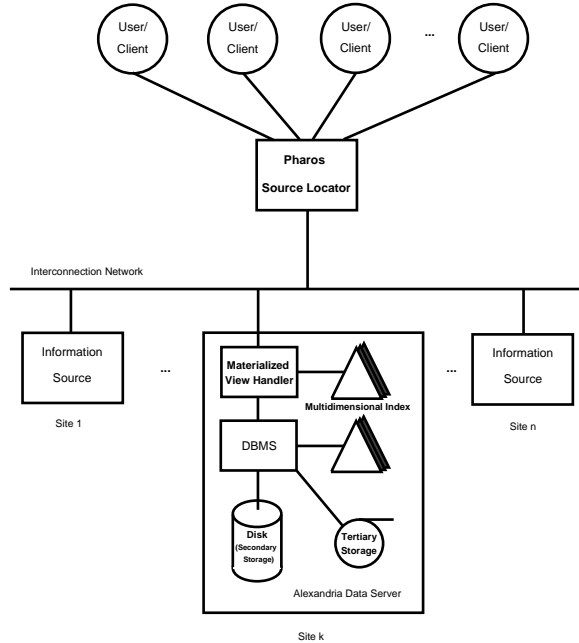 User/
Client
User/
Client
User/
Client
...
User/
Client
Pharos
Source Locator
Interconnection Network
Information
Source
Site 1
...
Materialized
View Handler
Multidimensional Index
DBMS
Disk
(Secondary
Storage)
Tertiary
Storage
Alexandria Data Server
Site k
...
Information
Source
Site n